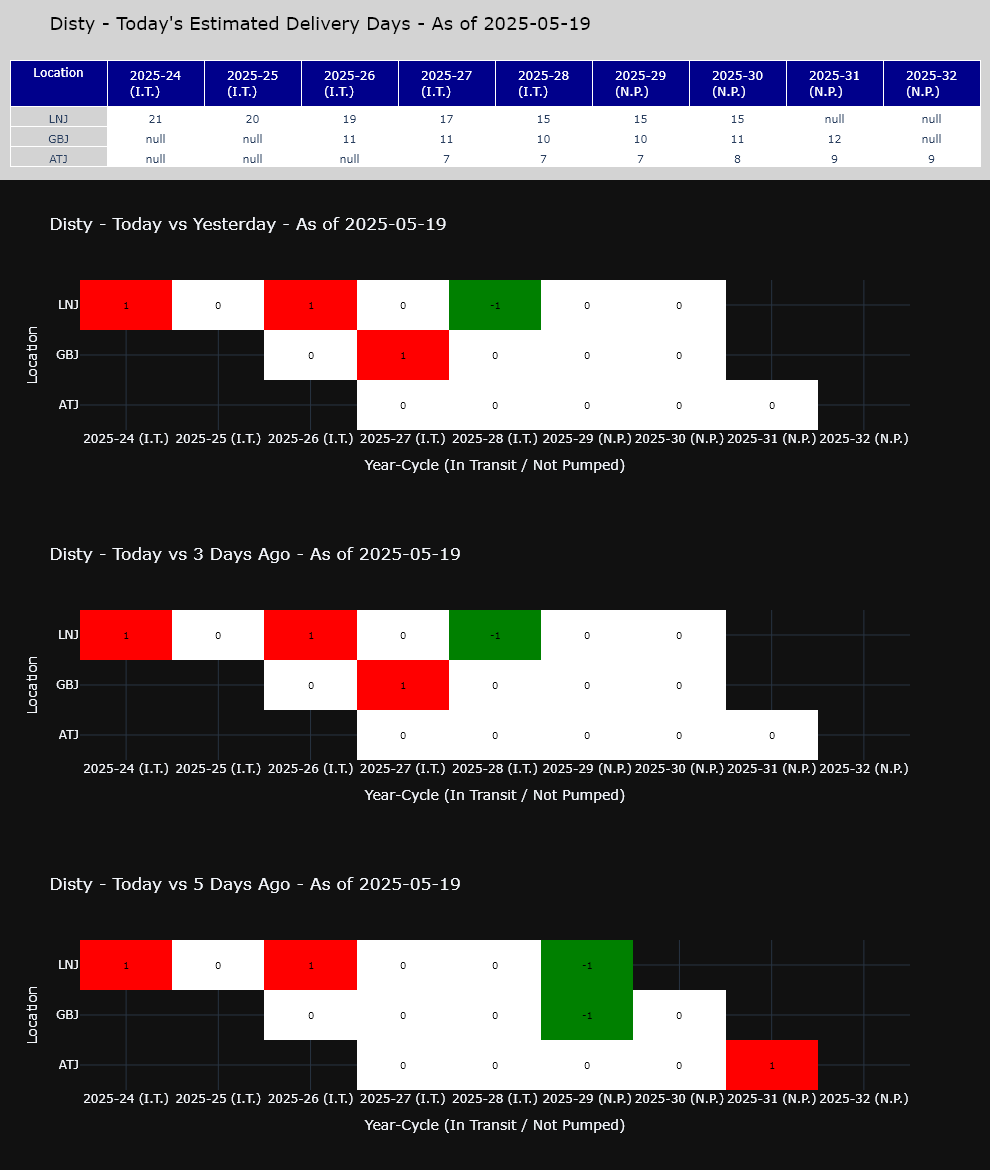 Disty - Today's Estimated Delivery Days - As of 2025-05-19
Location 2025-24 (I.T.) 2025-25 (I.T.) 2025-26 (I.T.) 2025-27 (I.T.) 2025-28 (I.T.) 2025-29 (N.P.) 2025-30 (N.P.) 2025-31 (N.P.) 2025-32 (N.P.)
LNJ 21 20 19 17 15 15 15 null null
GBJ null null 11 11 10 10 11 12 null
ATJ null null null 7 7 7 8 9 9
Disty - Today vs Yesterday - As of 2025-05-19
LNJ 1 0 1 0 -1 0 0
GBJ 0 1 0 0 0
ATJ 0 0 0 0 0
Location
2025-24 (I.T.) 2025-25 (I.T.) 2025-26 (I.T.) 2025-27 (I.T.) 2025-28 (I.T.) 2025-29 (N.P.) 2025-30 (N.P.) 2025-31 (N.P.) 2025-32 (N.P.)
Year-Cycle (In Transit / Not Pumped)
Disty - Today vs 3 Days Ago - As of 2025-05-19
LNJ 1 0 1 0 -1 0 0
GBJ 0 1 0 0 0
ATJ 0 0 0 0 0
Location
2025-24 (I.T.) 2025-25 (I.T.) 2025-26 (I.T.) 2025-27 (I.T.) 2025-28 (I.T.) 2025-29 (N.P.) 2025-30 (N.P.) 2025-31 (N.P.) 2025-32 (N.P.)
Year-Cycle (In Transit / Not Pumped)
Disty - Today vs 5 Days Ago - As of 2025-05-19
LNJ 1 0 1 0 0 -1
GBJ 0 0 0 -1 0
ATJ 0 0 0 0 1
Location
2025-24 (I.T.) 2025-25 (I.T.) 2025-26 (I.T.) 2025-27 (I.T.) 2025-28 (I.T.) 2025-29 (N.P.) 2025-30 (N.P.) 2025-31 (N.P.) 2025-32 (N.P.)
Year-Cycle (In Transit / Not Pumped)